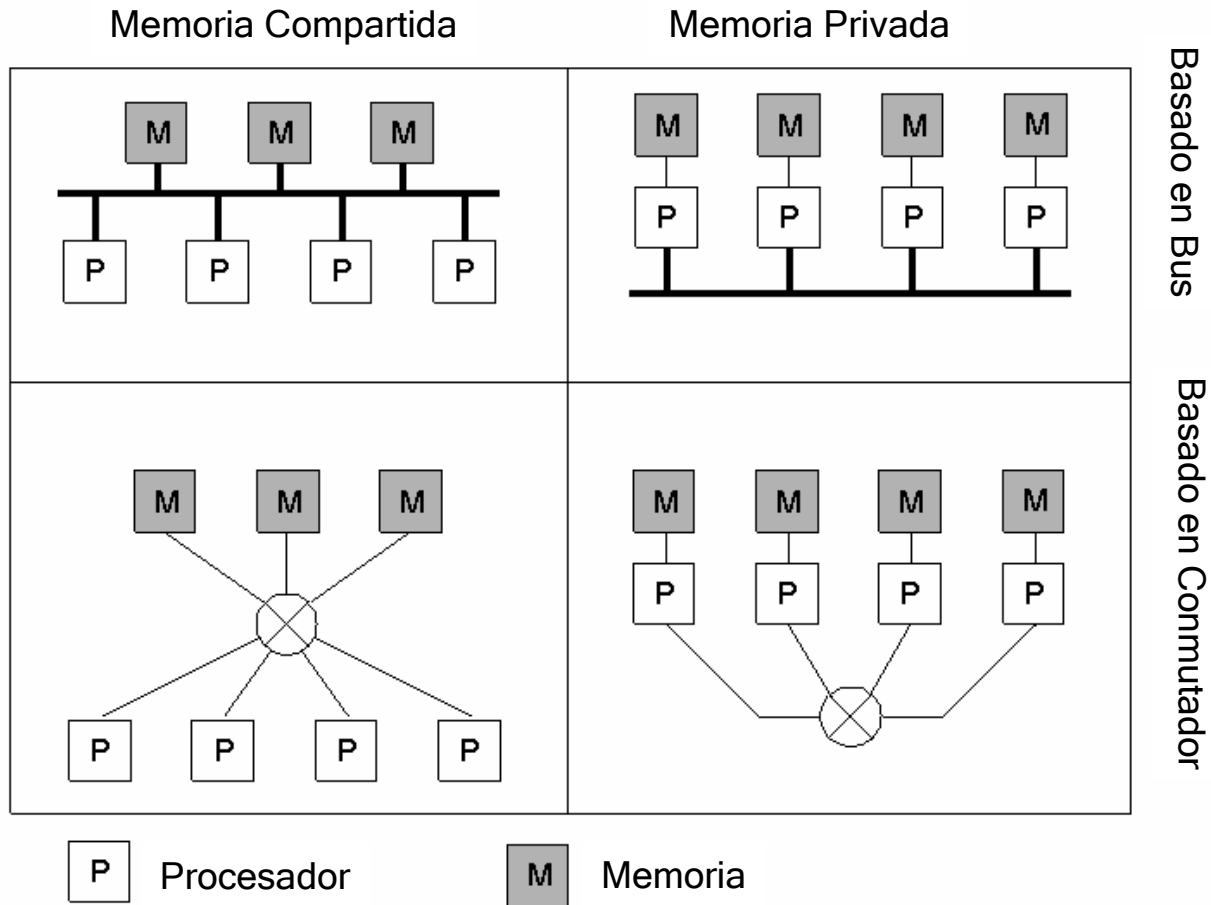 Memoria Compartida
Memoria Privada
Basado en Bus
M M M
P P P P
M M M M
P P P P
Basado en Conmutador
M M M
P P P P
M M M M
P P P P
P Procesador
M Memoria